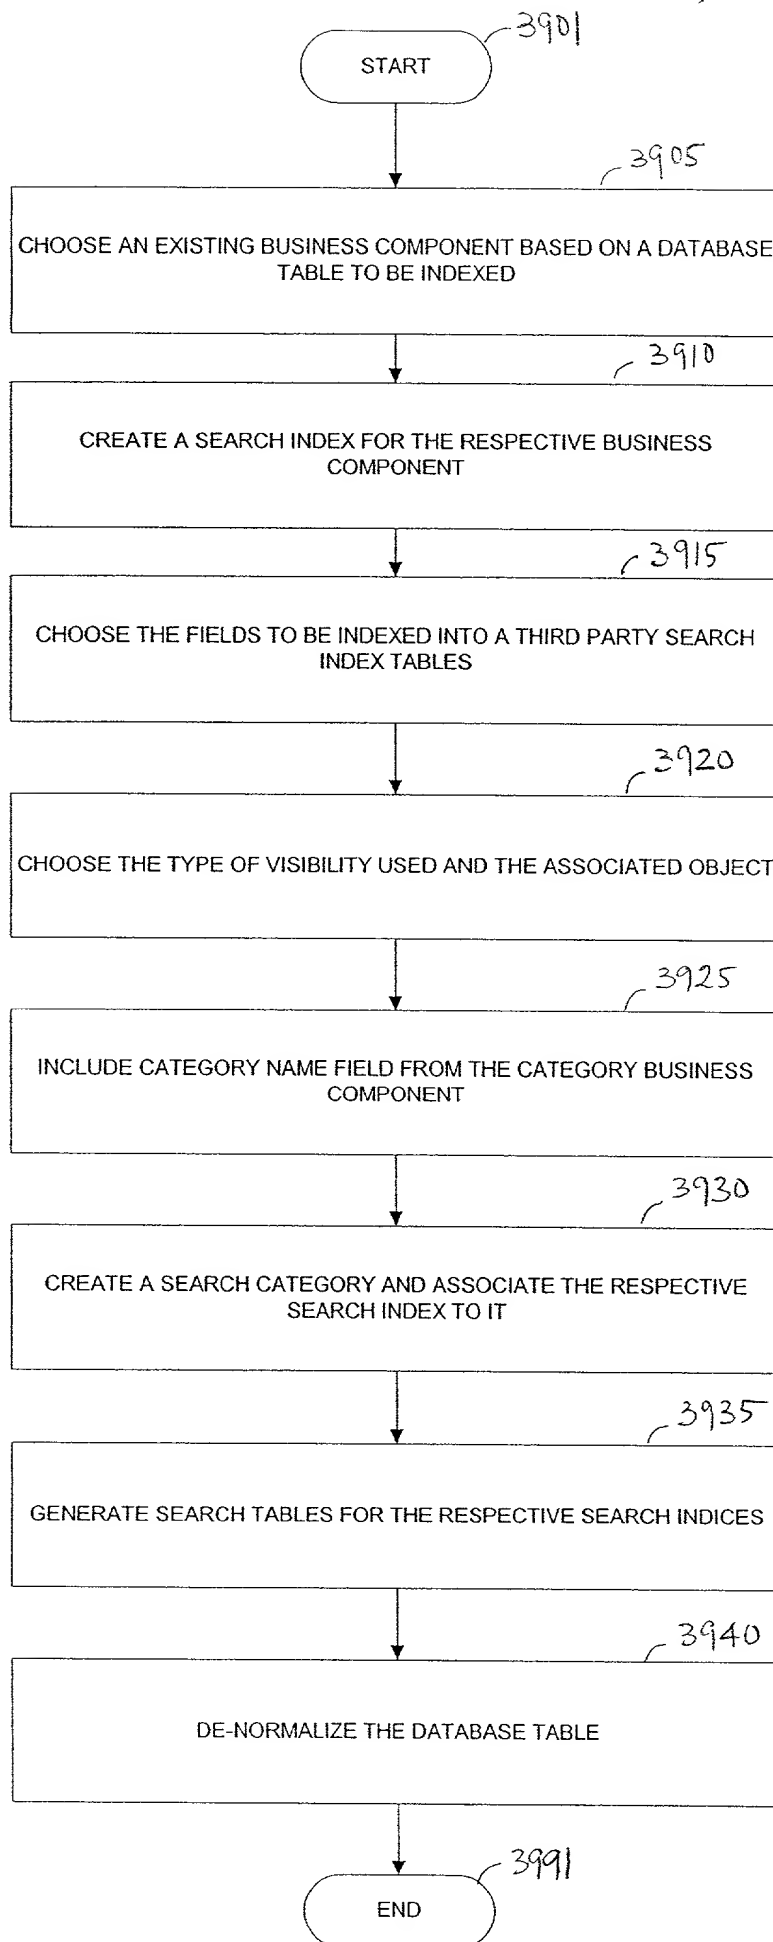 3901
START
3905
CHOOSE AN EXISTING BUSINESS COMPONENT BASED ON A DATABASE
TABLE TO BE INDEXED
3910
CREATE A SEARCH INDEX FOR THE RESPECTIVE BUSINESS
COMPONENT
3915
CHOOSE THE FIELDS TO BE INDEXED INTO A THIRD PARTY SEARCH
INDEX TABLES
3920
CHOOSE THE TYPE OF VISIBILITY USED AND THE ASSOCIATED OBJECT
3925
INCLUDE CATEGORY NAME FIELD FROM THE CATEGORY BUSINESS
COMPONENT
3930
CREATE A SEARCH CATEGORY AND ASSOCIATE THE RESPECTIVE
SEARCH INDEX TO IT
3935
GENERATE SEARCH TABLES FOR THE RESPECTIVE SEARCH INDICES
3940
DE-NORMALIZE THE DATABASE TABLE
3991
END